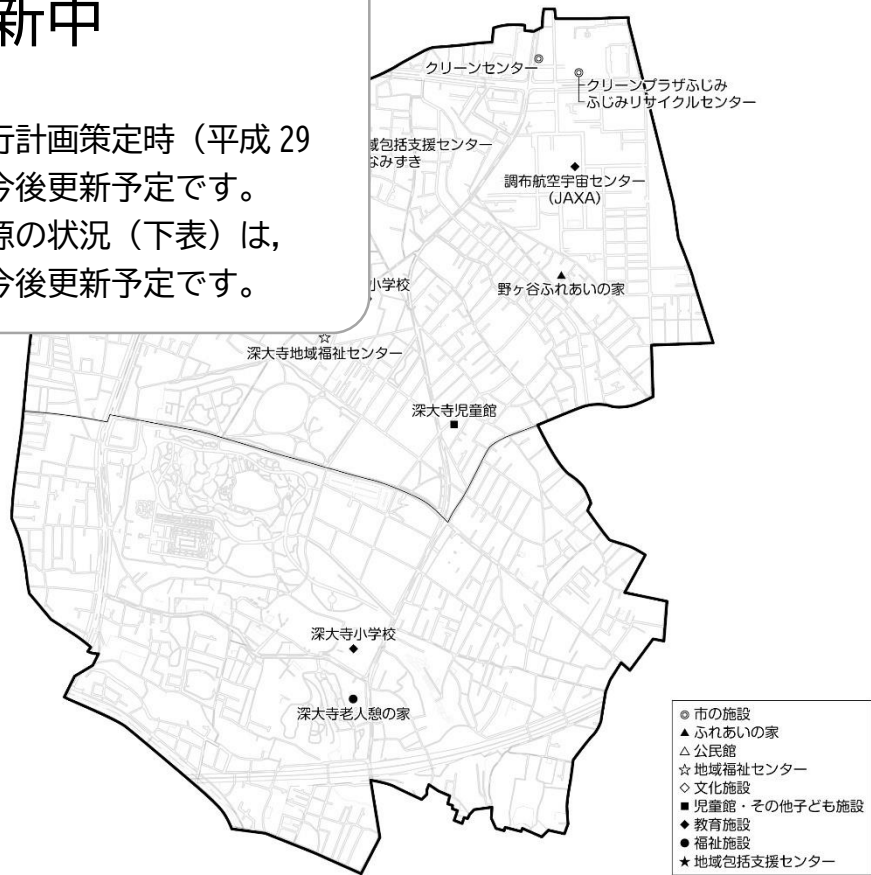 新中
行計画策定時（平成 29
今後更新予定です。
源の状況（下表）は，
今後更新予定です。
クリーンセンター
クリーンプラザふじみ
ふじみリサイクルセンター
域包括支援センター
なみずき
調布航空宇宙センター
(JAXA)
小学校
野ヶ谷ふれあいの家
深大寺地域福祉センター
深大寺児童館
深大寺小学校
深大寺老人憩の家
◎ 市の施設
▲ ふれあいの家
△ 公民館
☆ 地域福祉センター
◇ 文化施設
■ 児童館・その他子ども施設
◆ 教育施設
● 福祉施設
★ 地域包括支援センター